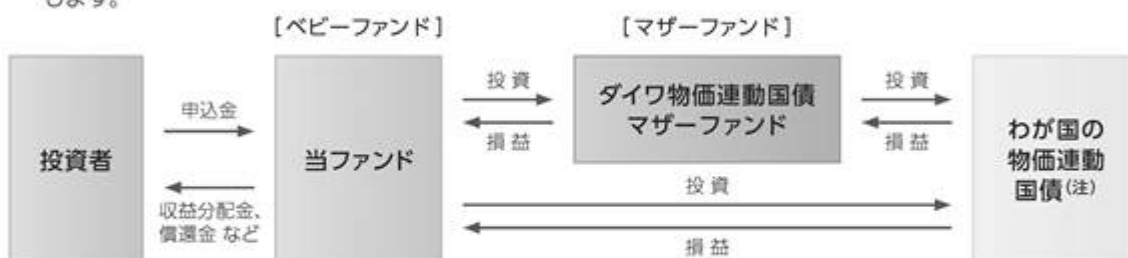 します。
[ベビーファンド]
[マザーファンド]
投資者
申込金
収益分配金、
償還金 など
当ファンド
投資
損益
ダイワ物価連動国債
マザーファンド
投資
損益
投資
損益
わが国の
物価連動
国債(注)